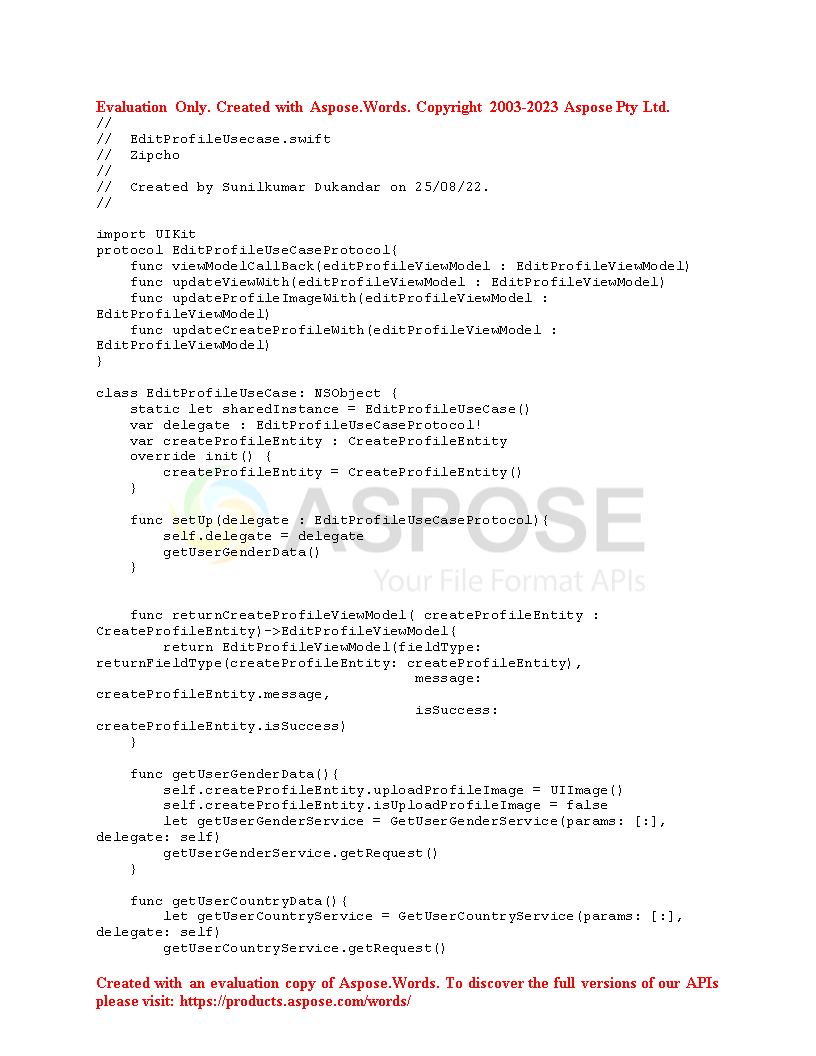 Evaluation Only. Created with Aspose.Words. Copyright 2003-2023 Aspose Pty Ltd.
//
//  EditProfileUsecase.swift
//  Zipcho
//
//  Created by Sunilkumar Dukandar on 25/08/22.
//
import UIKit
protocol EditProfileUseCaseProtocol{
    func viewModelCallBack(editProfileViewModel : EditProfileViewModel)
    func updateViewWith(editProfileViewModel : EditProfileViewModel)
    func updateProfileImageWith(editProfileViewModel :
EditProfileViewModel)
    func updateCreateProfileWith(editProfileViewModel :
EditProfileViewModel)
}
class EditProfileUseCase: NSObject {
    static let sharedInstance = EditProfileUseCase()
    var delegate : EditProfileUseCaseProtocol!
    var createProfileEntity : CreateProfileEntity
    override init() {
        createProfileEntity = CreateProfileEntity()
    }
    func setUp(delegate : EditProfileUseCaseProtocol){
        self.delegate = delegate
        getUserGenderData()
    }
ASPOSE
Your File Format APIs
    func returnCreateProfileViewModel( createProfileEntity :
CreateProfileEntity)->EditProfileViewModel{
        return EditProfileViewModel(fieldType:
returnFieldType(createProfileEntity: createProfileEntity),
                                      message:
createProfileEntity.message,
                                      isSuccess:
createProfileEntity.isSuccess)
    }
    func getUserGenderData(){
        self.createProfileEntity.uploadProfileImage = UIImage()
        self.createProfileEntity.isUploadProfileImage = false
        let getUserGenderService = GetUserGenderService(params: [:],
delegate: self)
        getUserGenderService.getRequest()
    }
    func getUserCountryData(){
        let getUserCountryService = GetUserCountryService(params: [:],
delegate: self)
        getUserCountryService.getRequest()
Created with an evaluation copy of Aspose.Words. To discover the full versions of our APIs
please visit: https://products.aspose.com/words/